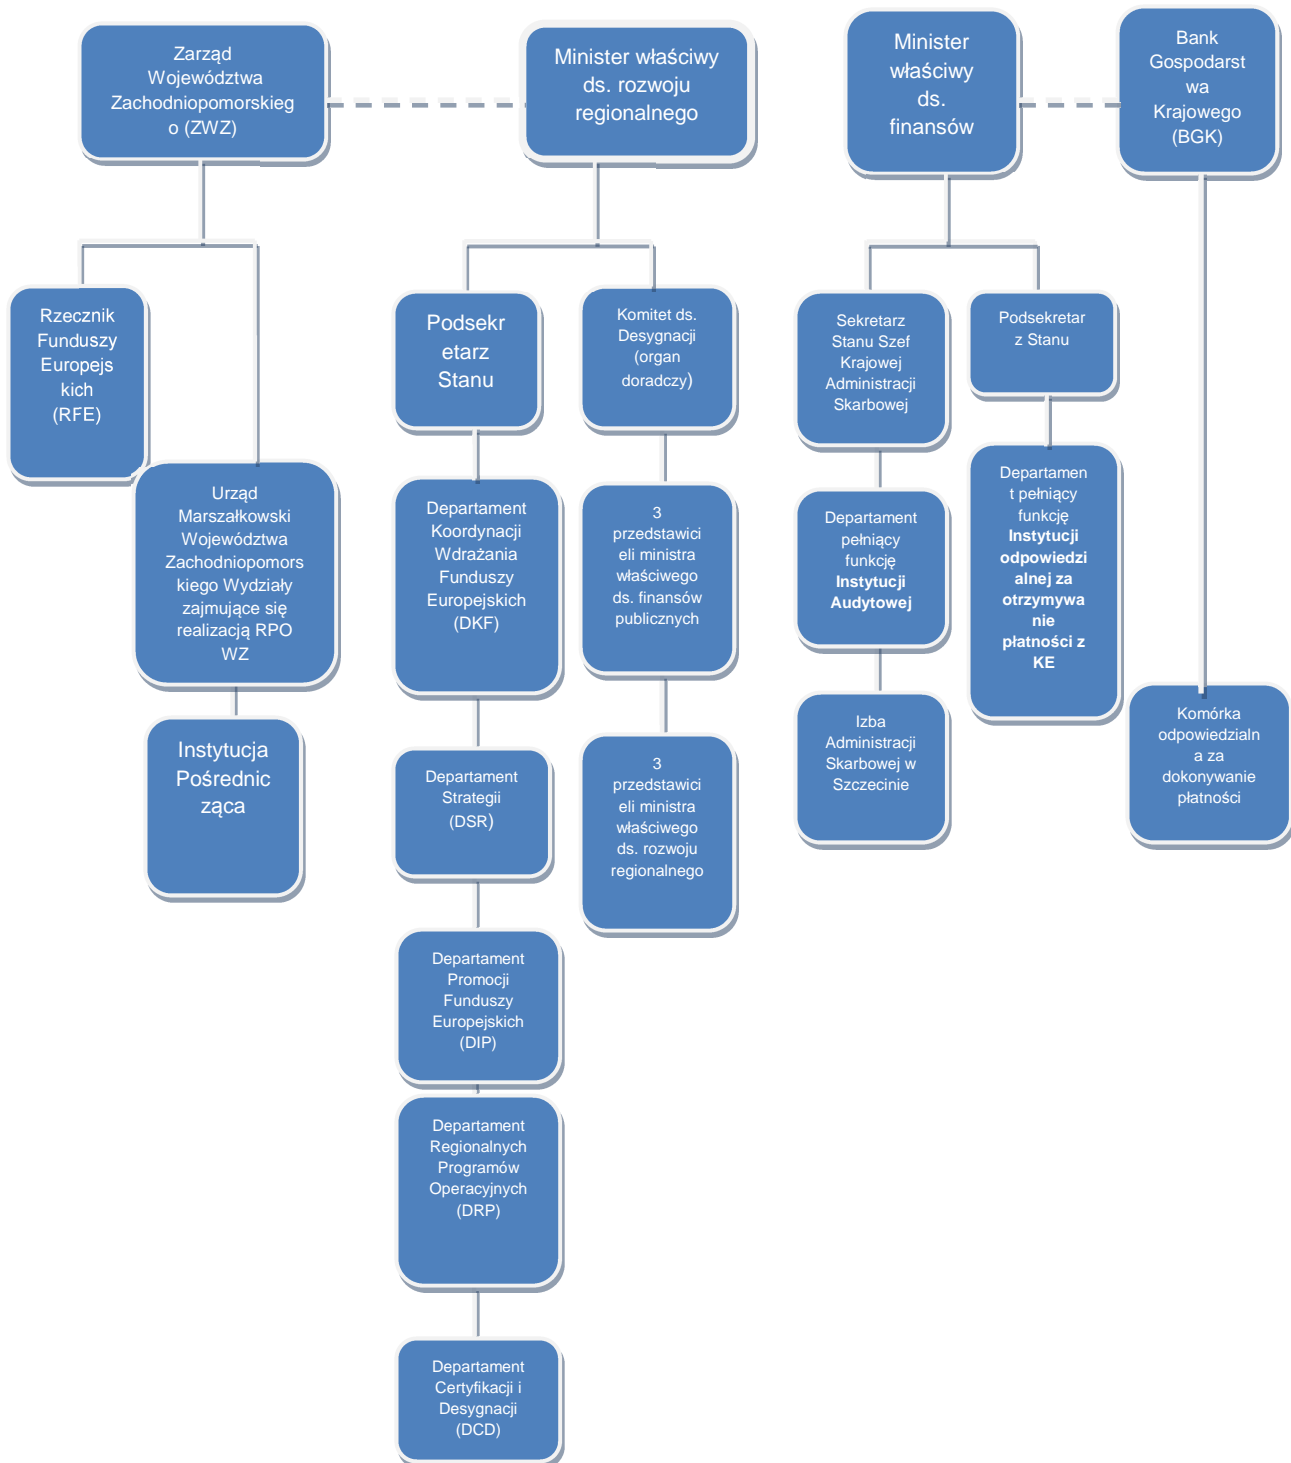 Zarząd
Województwa
Zachodniopomorskieg
o (ZWZ)
Minister właściwy
ds. rozwoju
regionalnego
Minister
właściwy
ds.
finansów
Bank
Gospodarst
wa
Krajowego
(BGK)
Rzecznik
Funduszy
Europejs
kich
(RFE)
Urząd
Marszałkowski
Województwa
Zachodniopomors
kiego Wydziały
zajmujące się
realizacją RPO
WZ
Instytucja
Pośrednic
ząca
Podsekr
etarz
Stanu
Departament
Koordynacji
Wdrażania
Funduszy
Europejskich
(DKF)
Departament
Strategii
(DSR)
Departament
Promocji
Funduszy
Europejskich
(DIP)
Departament
Regionalnych
Programów
Operacyjnych
(DRP)
Departament
Certyfikacji i
Desygnacji
(DCD)
Komitet ds.
Desygnacji
(organ
doradczy)
3
przedstawici
eli ministra
właściwego
ds. finansów
publicznych
3
przedstawici
eli ministra
właściwego
ds. rozwoju
regionalnego
Sekretarz
Stanu Szef
Krajowej
Administracji
Skarbowej
Departament
pełniący
funkcję
Instytucji
Audytowej
Izba
Administracji
Skarbowej w
Szczecinie
Podsekretar
z Stanu
Departamen
t pełniący
funkcję
Instytucji
odpowiedzi
alnej za
otrzymywa
nie
płatności z
KE
Komórka
odpowiedzialn
a za
dokonywanie
płatności